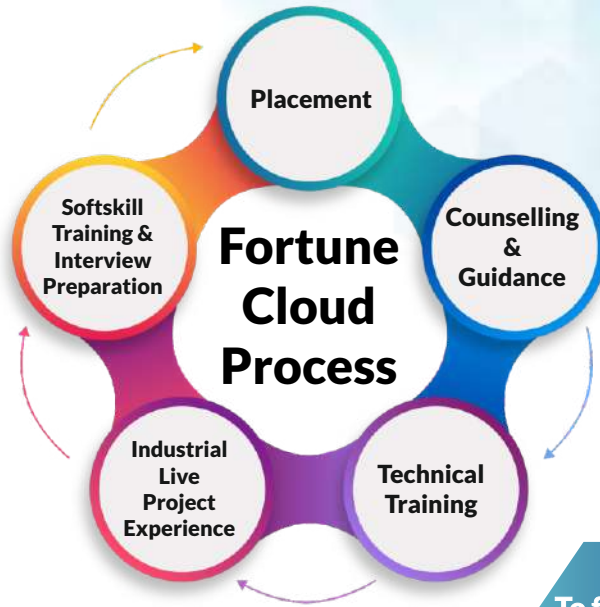 Placement
Counselling
&
Guidance
Technical
Training
Industrial
Live
Project
Experience
Softskill
Training &
Interview
Preparation
Fortune
Cloud
Process